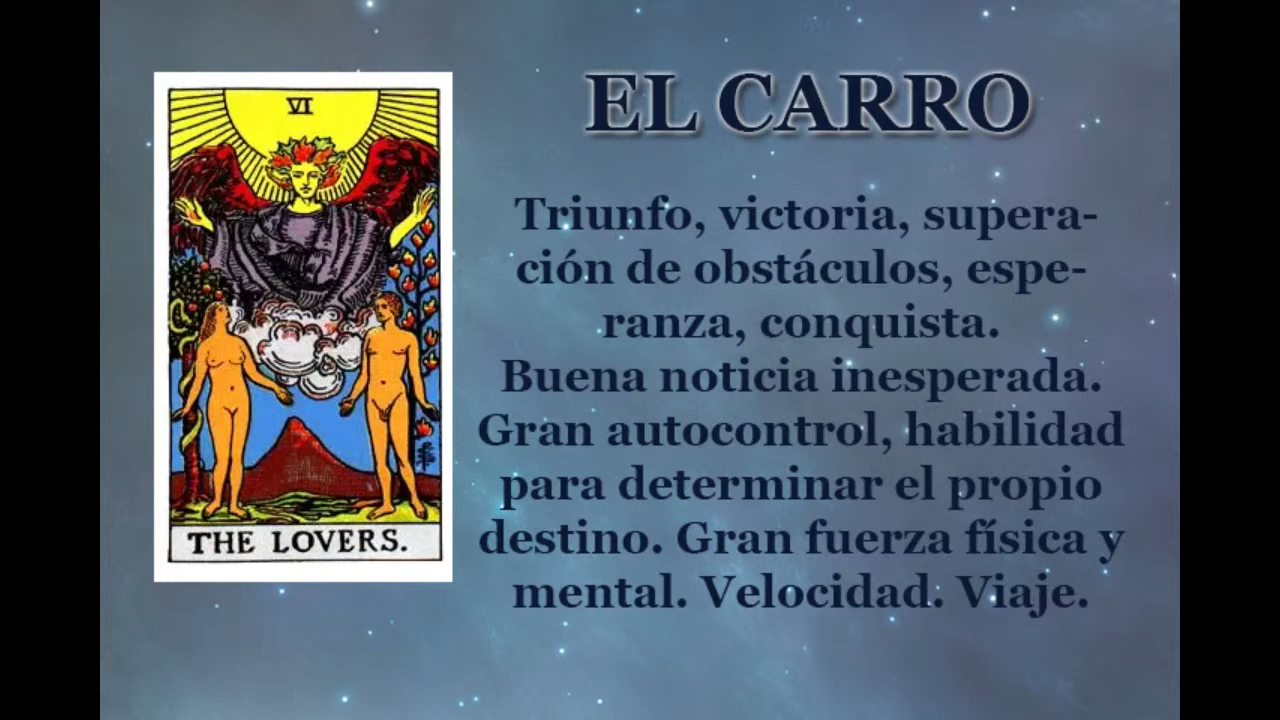 VI
THE LOVERS.
EL CARRO
Triunfo, victoria, supera-
ción de obstáculos, espe-
ranza, conquista.
Buena noticia inesperada.
Gran autocontrol, habilidad
para determinar el propio
destino. Gran fuerza física y
mental. Velocidad. Viaje.